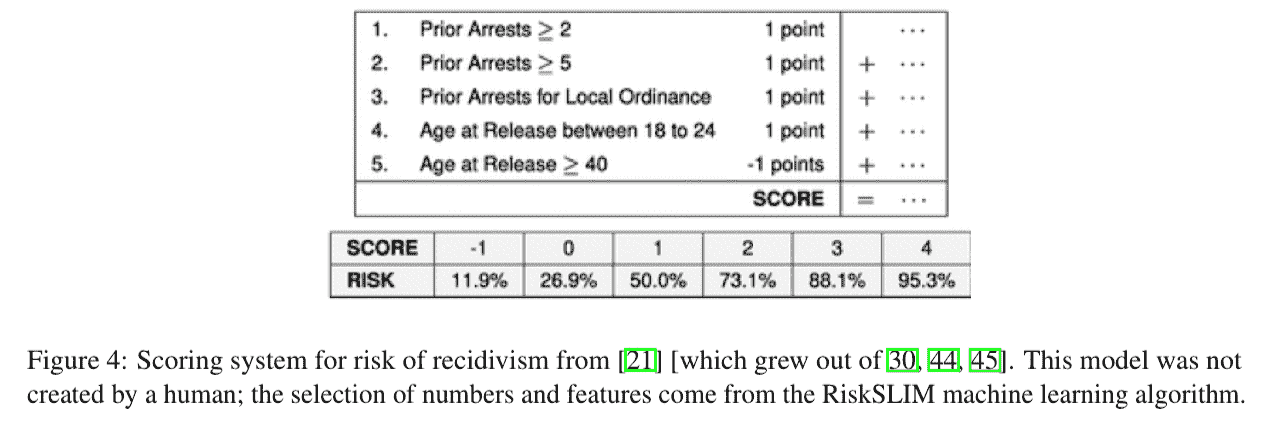 1. Prior Arrests ≥ 2 1 point ...
2. Prior Arrests ≥ 5 1 point + ...
3. Prior Arrests for Local Ordinance 1 point + ...
4. Age at Release between 18 to 24 1 point + ...
5. Age at Release ≥ 40 -1 points + ...
SCORE = ...
SCORE -1 0 1 2 3 4
RISK 11.9% 26.9% 50.0% 73.1% 88.1% 95.3%
Figure 4: Scoring system for risk of recidivism from [21] [which grew out of 30, 44, 45]. This model was not
created by a human; the selection of numbers and features come from the RiskSLIM machine learning algorithm.